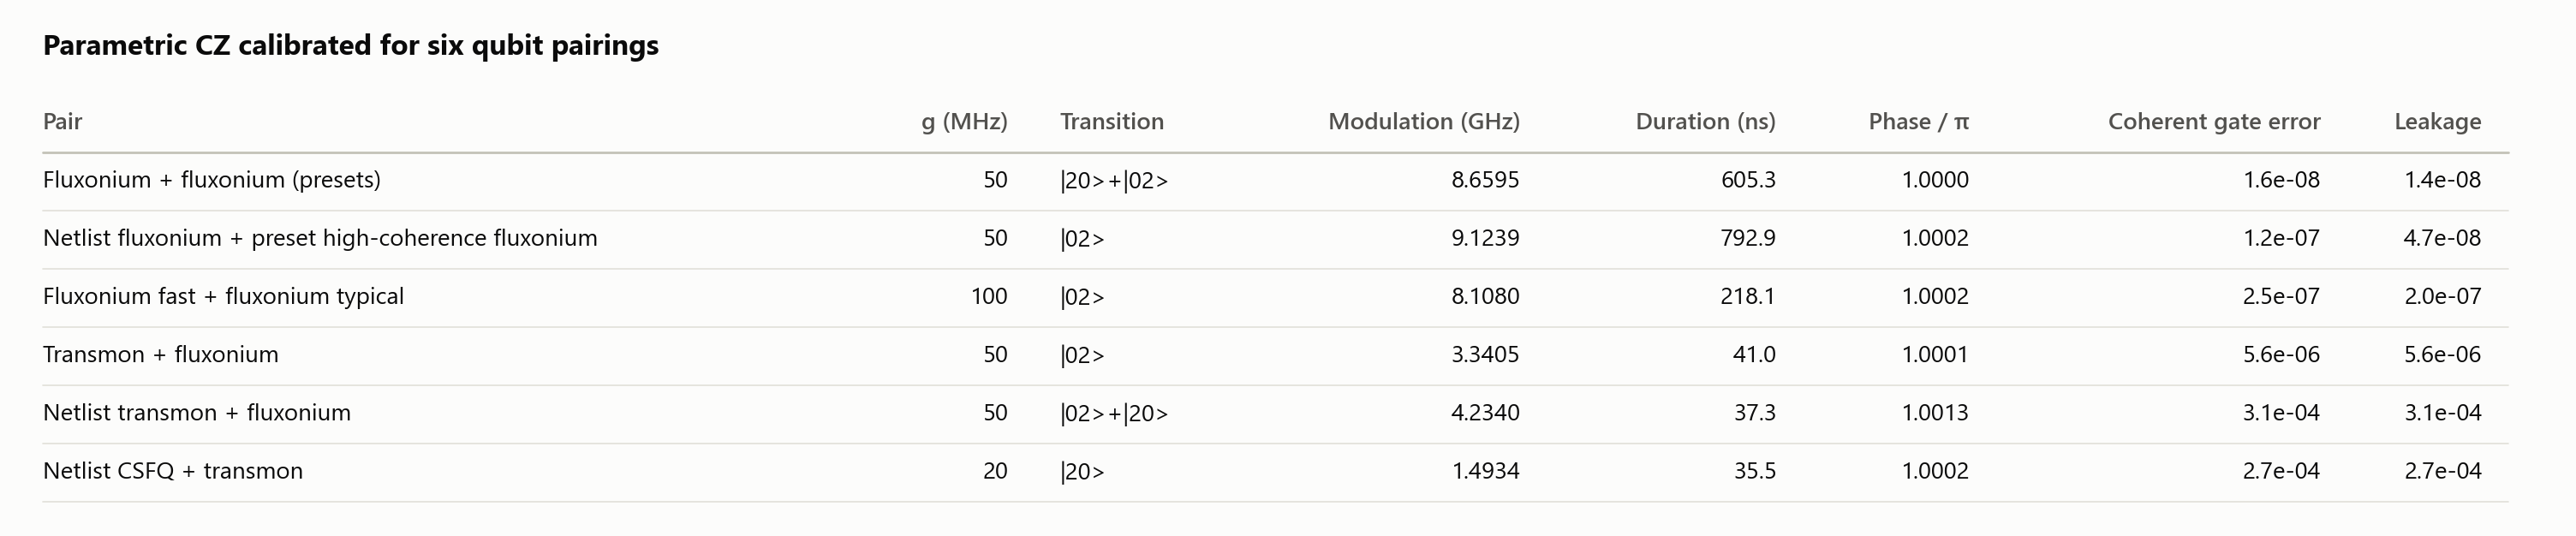 Parametric CZ calibrated for six qubit pairings
Pair g (MHz) Transition Modulation (GHz) Duration (ns) Phase / π Coherent gate error Leakage
Fluxonium + fluxonium (presets) 50 |20>+|02> 8.6595 605.3 1.0000 1.6e-08 1.4e-08
Netlist fluxonium + preset high-coherence fluxonium 50 |02> 9.1239 792.9 1.0002 1.2e-07 4.7e-08
Fluxonium fast + fluxonium typical 100 |02> 8.1080 218.1 1.0002 2.5e-07 2.0e-07
Transmon + fluxonium 50 |02> 3.3405 41.0 1.0001 5.6e-06 5.6e-06
Netlist transmon + fluxonium 50 |02>+|20> 4.2340 37.3 1.0013 3.1e-04 3.1e-04
Netlist CSFQ + transmon 20 |20> 1.4934 35.5 1.0002 2.7e-04 2.7e-04